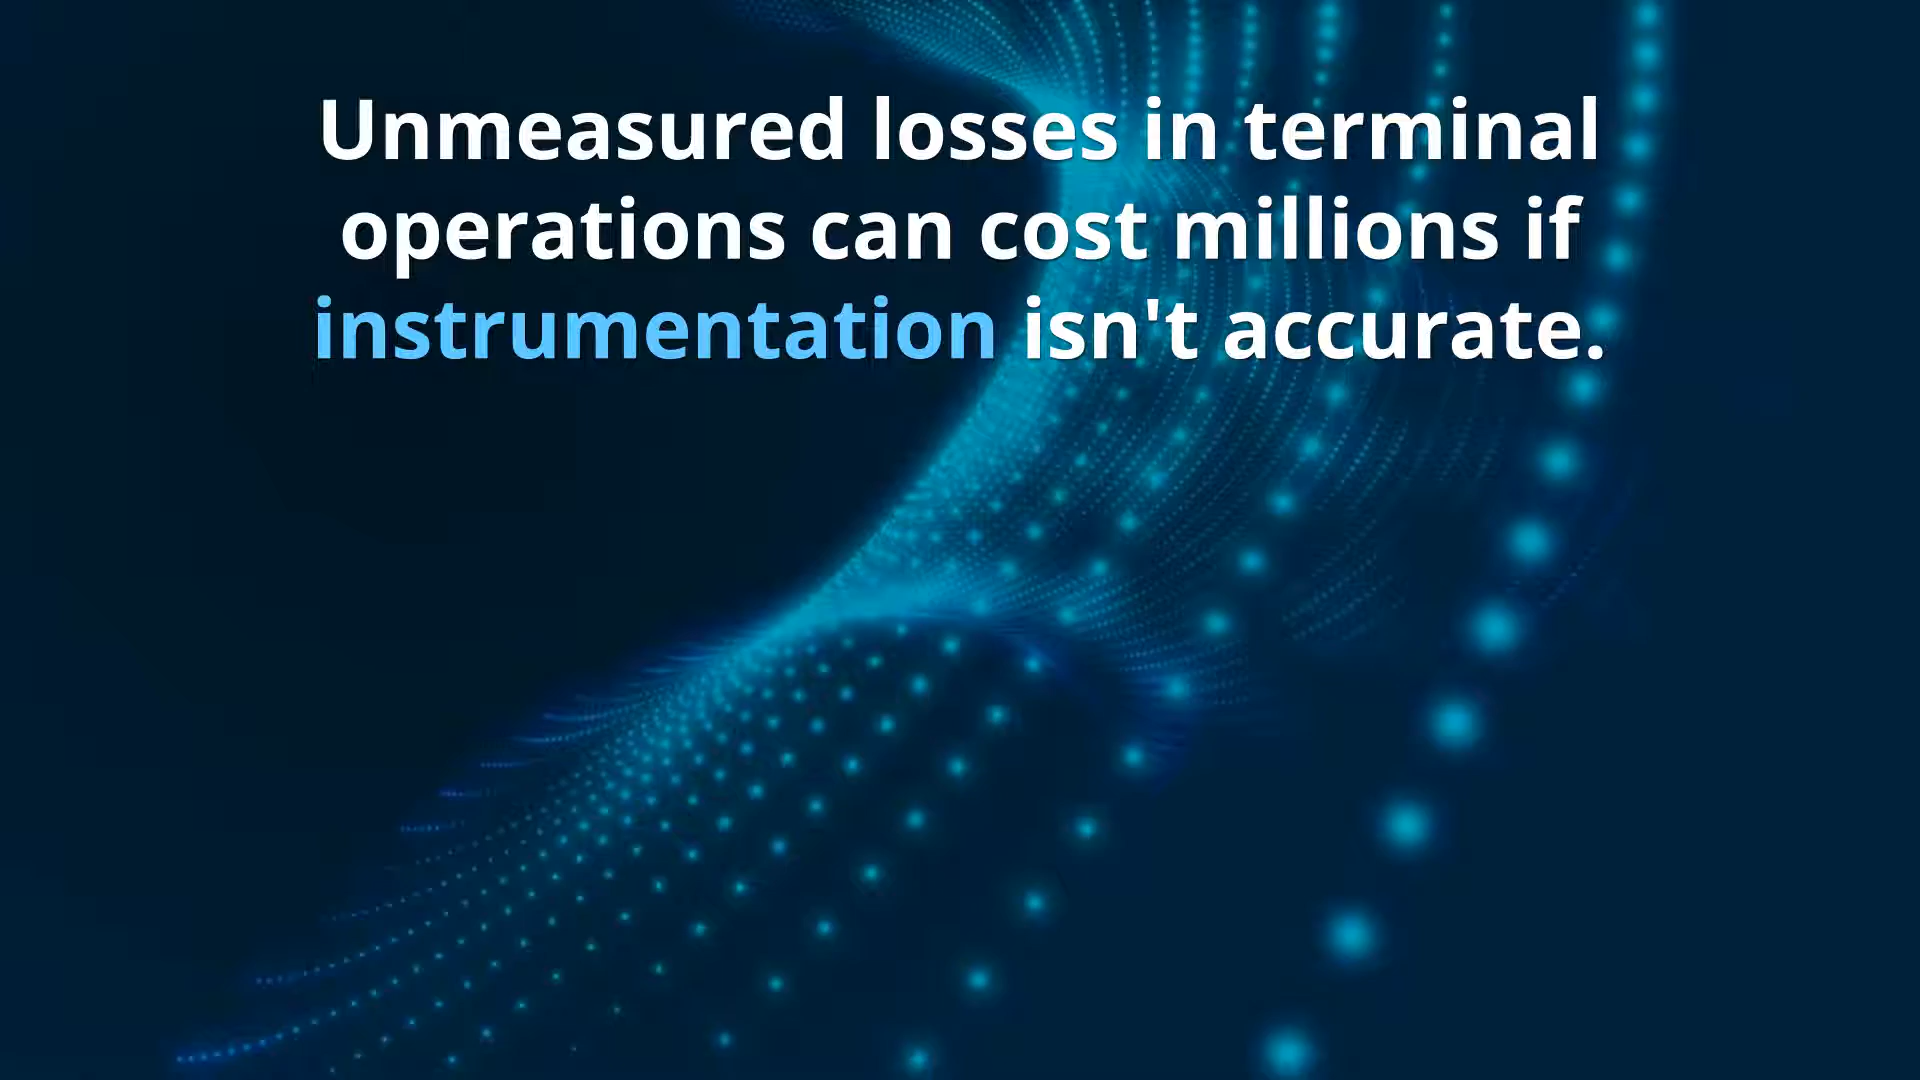 Unmeasured losses in terminal
operations can cost millions if
instrumentation isn't accurate.